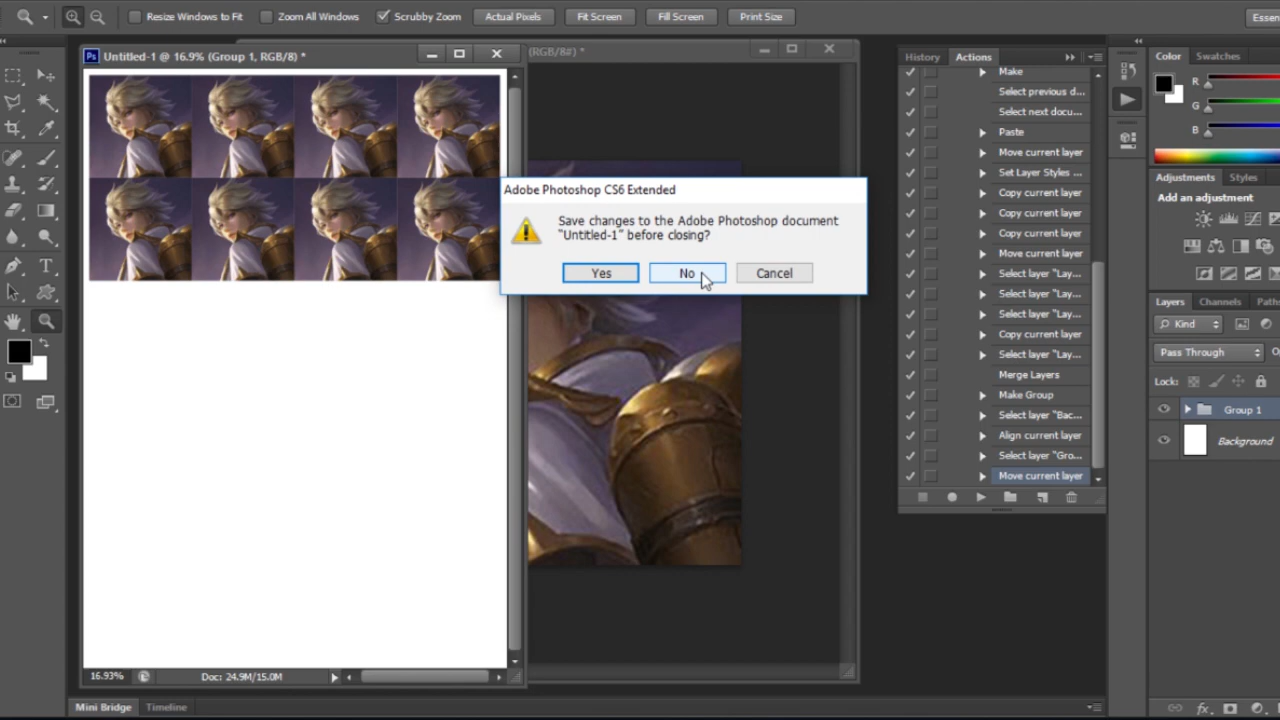 Resize Windows to Fit
Zoom All Windows
Scrubby Zoom
Actual Pixels
Fit Screen
Fill Screen
Print Size
Essen
Ps
Untitled-1 @ 16.9% (Group 1, RGB/8) *
(RGB/8#) *
History
Actions
Make
Select previous d...
Select next docu...
Paste
Move current layer
Set Layer Styles ...
Copy current layer
Copy current layer
Copy current layer
Move current layer
Select layer "Lay...
Select layer "Lay...
Select layer "Lay...
Copy current layer
Select layer "Lay...
Merge Layers
Make Group
Select layer "Bac...
Align current layer
Select layer "Gro...
Move current layer
Adobe Photoshop CS6 Extended
Save changes to the Adobe Photoshop document
"Untitled-1" before closing?
Yes
No
Cancel
Color
Swatches
R
G
B
Adjustments
Styles
Add an adjustment
Layers
Channels
Paths
Kind
Pass Through
O
Lock:
Group 1
Background
fx
16.93%
Doc: 24.9M/15.0M
Mini Bridge
Timeline